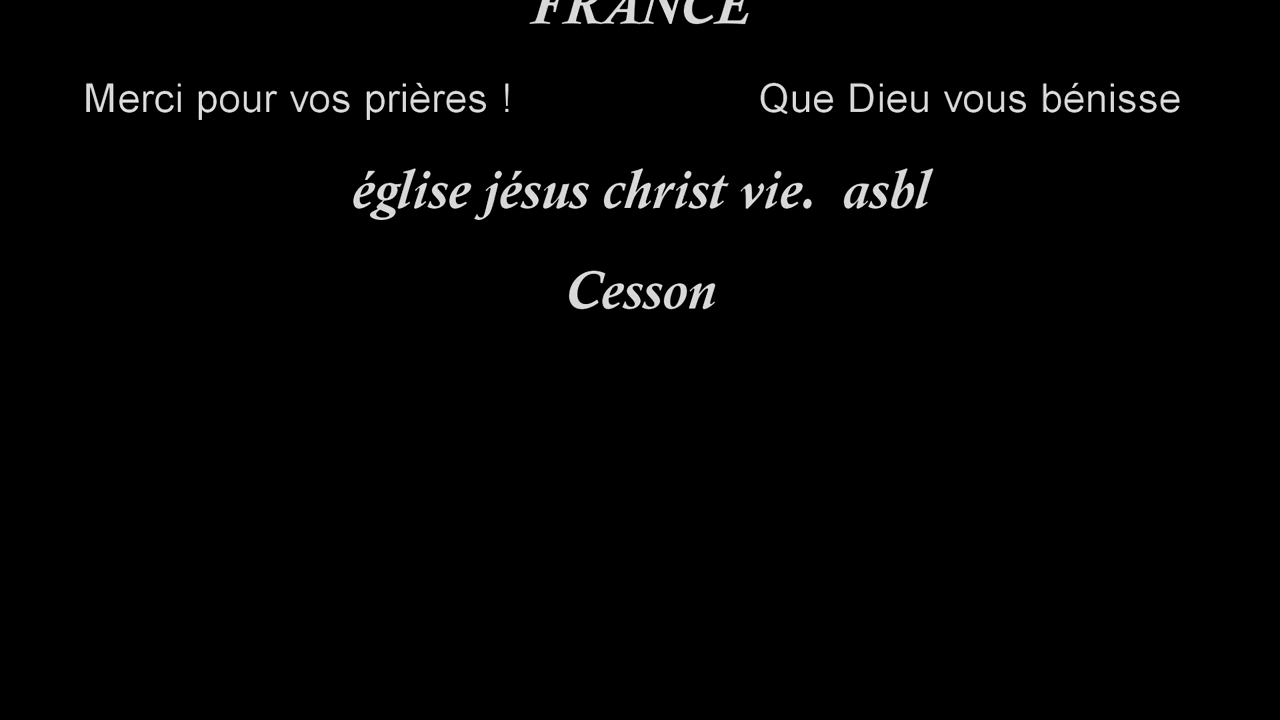 FRANCE
Merci pour vos prières ! Que Dieu vous bénisse
église jésus christ vie. asbl
Cesson